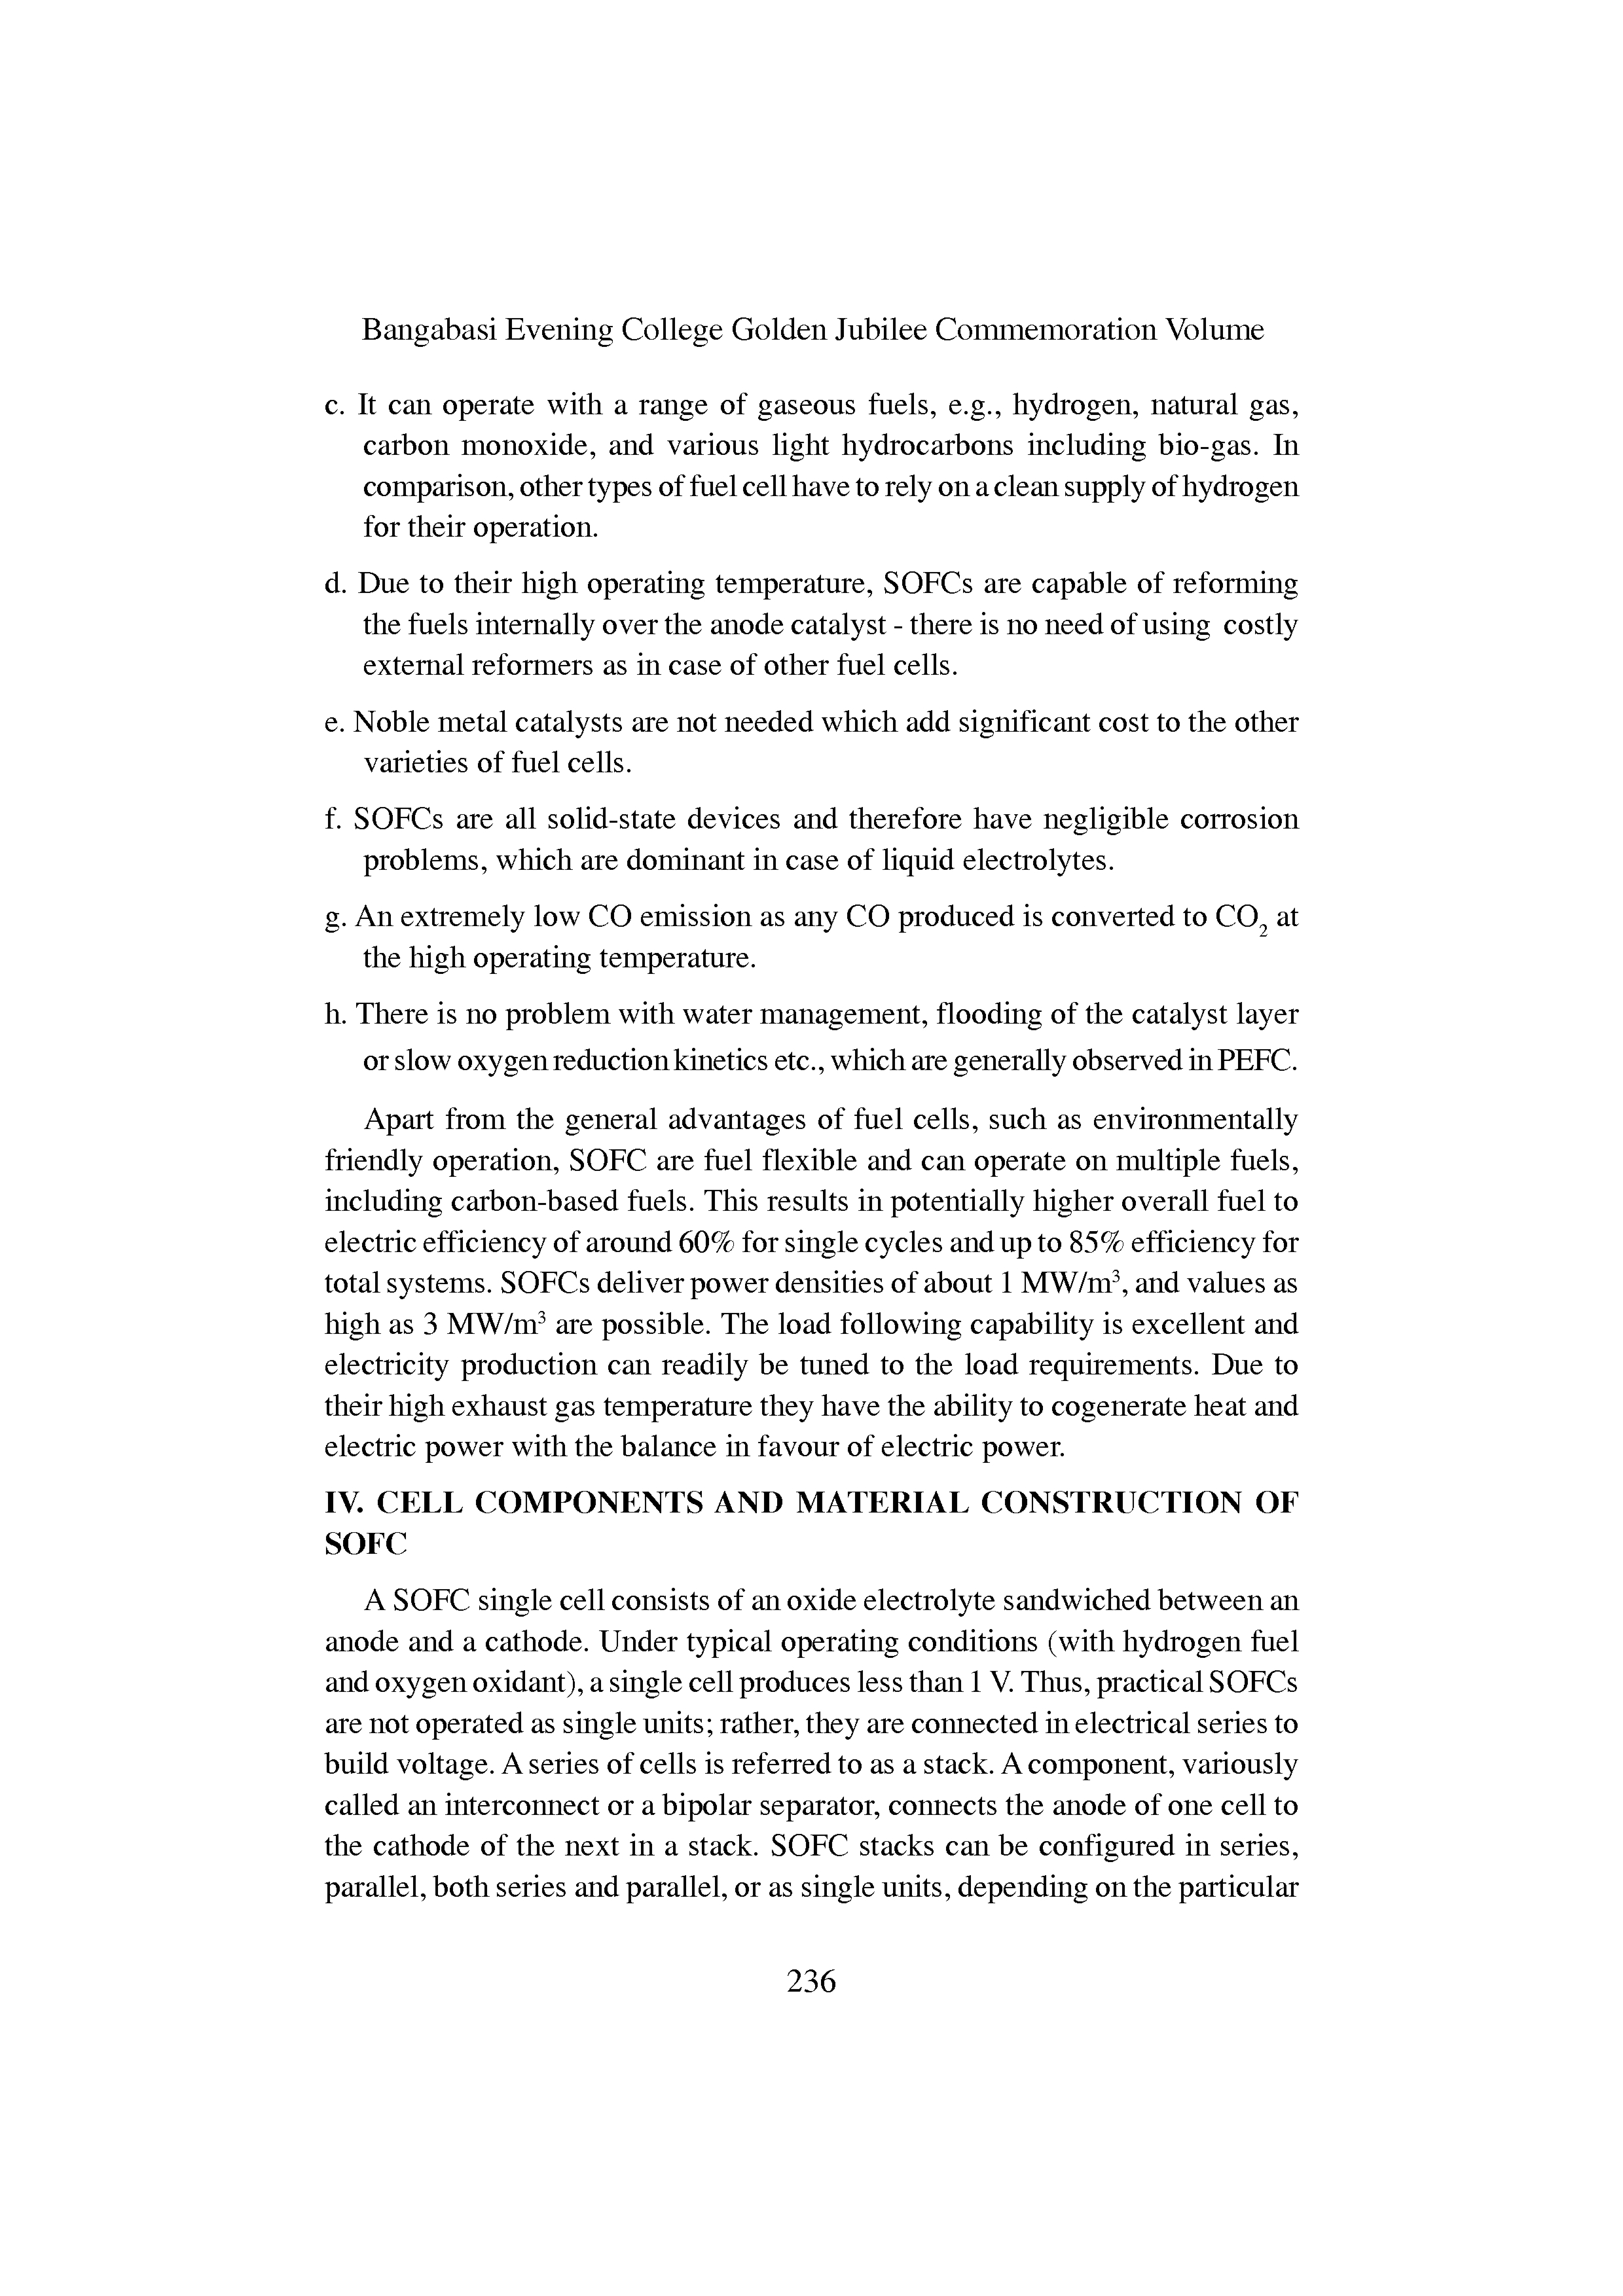 Bangabasi Evening College Golden Jubilee Commemoration Volume
c. It can operate with a range of gaseous fuels, e.g., hydrogen, natural gas,
carbon monoxide, and various light hydrocarbons including bio-gas. In
comparison, other types of fuel cell have to rely on a clean supply of hydrogen
for their operation.
d. Due to their high operating temperature, SOFCs are capable of reforming
the fuels internally over the anode catalyst - there is no need of using costly
external reformers as in case of other fuel cells.
e. Noble metal catalysts are not needed which add significant cost to the other
varieties of fuel cells.
f. SOFCs are all solid-state devices and therefore have negligible corrosion
problems, which are dominant in case of liquid electrolytes.
g. An extremely low CO emission as any CO produced is converted to CO₂ at
the high operating temperature.
h. There is no problem with water management, flooding of the catalyst layer
or slow oxygen reduction kinetics etc., which are generally observed in PEFC.
Apart from the general advantages of fuel cells, such as environmentally
friendly operation, SOFC are fuel flexible and can operate on multiple fuels,
including carbon-based fuels. This results in potentially higher overall fuel to
electric efficiency of around 60% for single cycles and up to 85% efficiency for
total systems. SOFCs deliver power densities of about 1 MW/m³, and values as
high as 3 MW/m³ are possible. The load following capability is excellent and
electricity production can readily be tuned to the load requirements. Due to
their high exhaust gas temperature they have the ability to cogenerate heat and
electric power with the balance in favour of electric power.
IV. CELL COMPONENTS AND MATERIAL CONSTRUCTION OF
SOFC
A SOFC single cell consists of an oxide electrolyte sandwiched between an
anode and a cathode. Under typical operating conditions (with hydrogen fuel
and oxygen oxidant), a single cell produces less than 1 V. Thus, practical SOFCs
are not operated as single units; rather, they are connected in electrical series to
build voltage. A series of cells is referred to as a stack. A component, variously
called an interconnect or a bipolar separator, connects the anode of one cell to
the cathode of the next in a stack. SOFC stacks can be configured in series,
parallel, both series and parallel, or as single units, depending on the particular
236